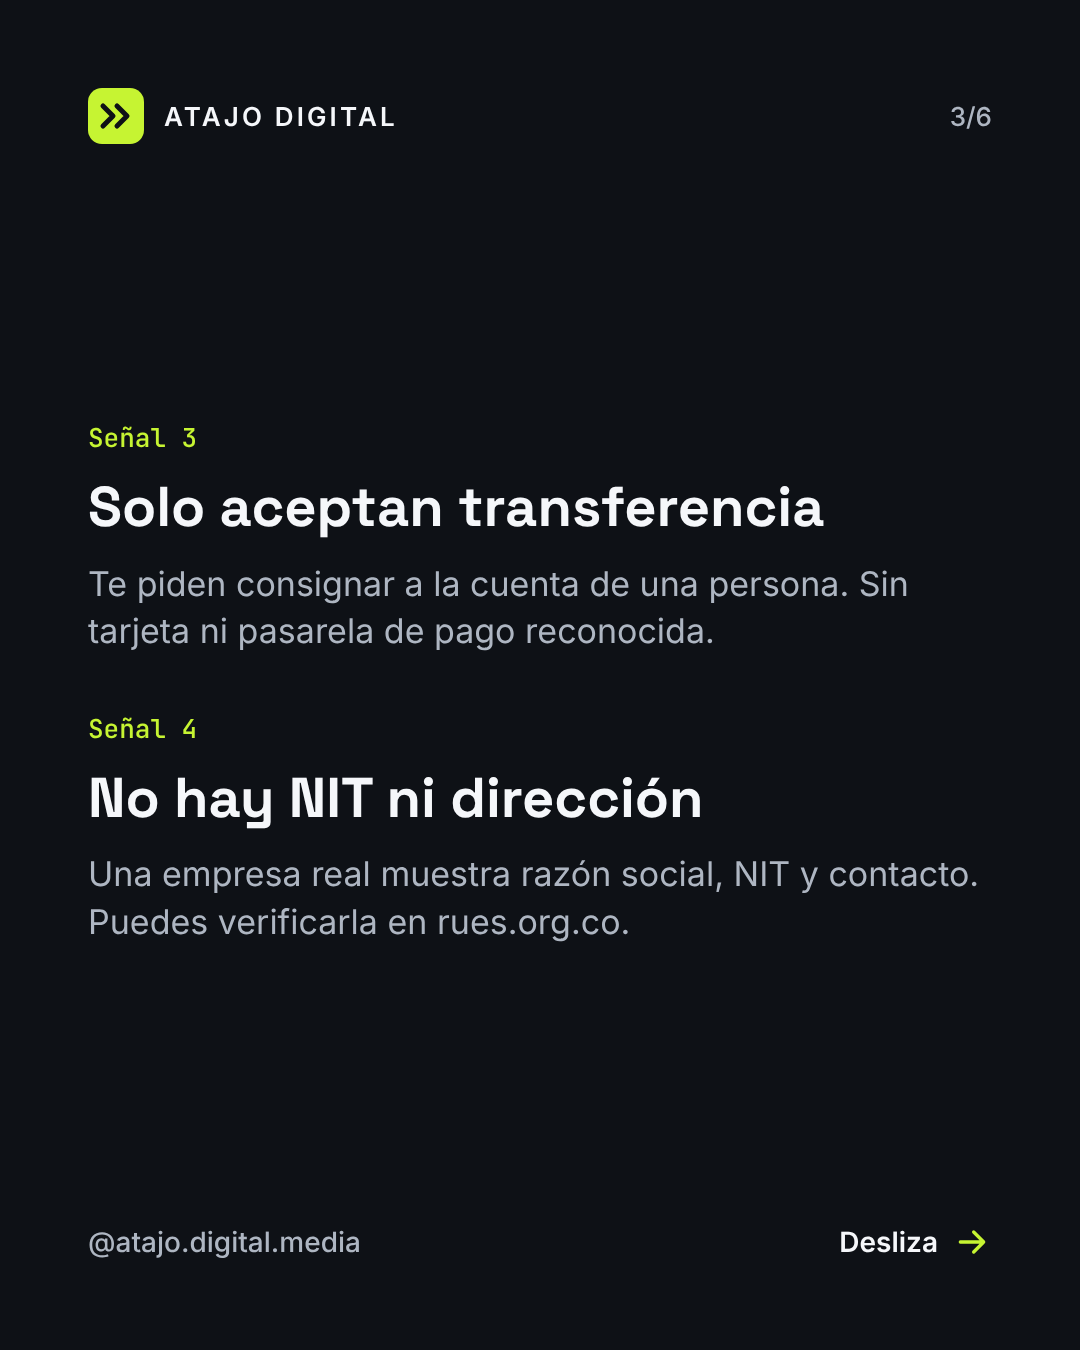 ATAJO DIGITAL
3/6
Señal 3
Solo aceptan transferencia
Te piden consignar a la cuenta de una persona. Sin
tarjeta ni pasarela de pago reconocida.
Señal 4
No hay NIT ni dirección
Una empresa real muestra razón social, NIT y contacto.
Puedes verificarla en rues.org.co.
@atajo.digital.media
Desliza →